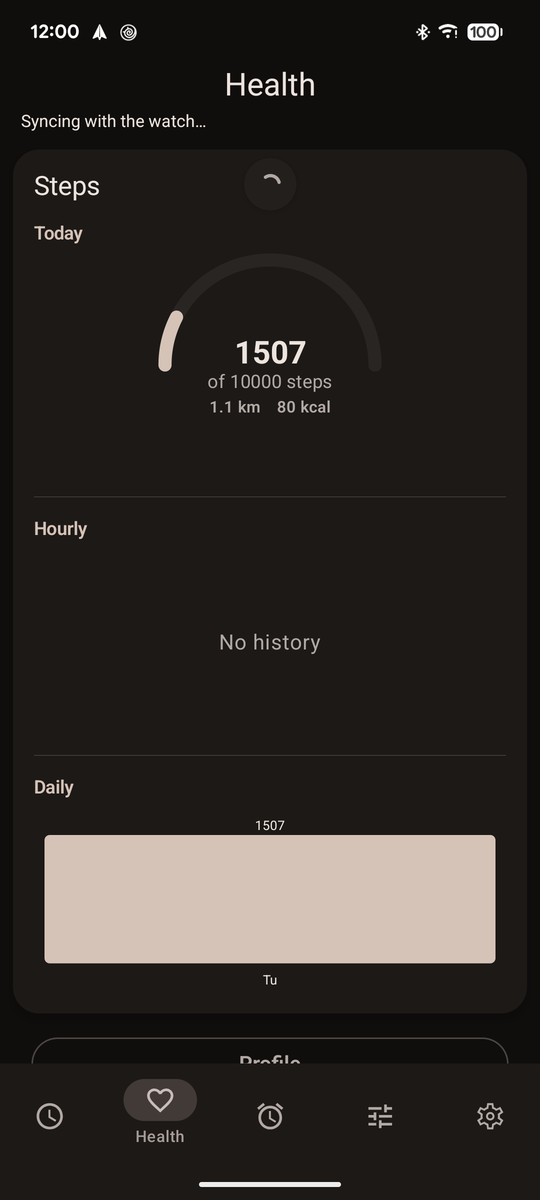 12:00
100
Health
Syncing with the watch…
Steps
Today
1507
of 10000 steps
1.1 km 80 kcal
Hourly
No history
Daily
1507
Tu
Profile
Health